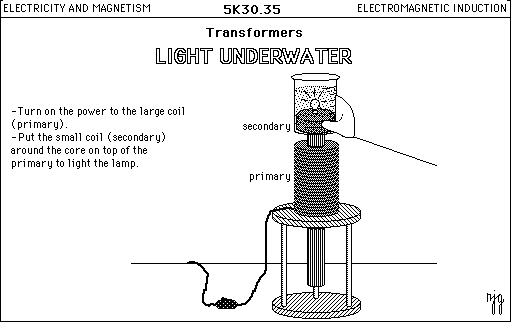 ELECTRICITY AND MAGNETISM 5K30.35 ELECTROMAGNETIC INDUCTION
Transformers
LIGHT UNDERWATER
-Turn on the power to the large coil
(primary).
-Put the small coil (secondary)
around the core on top of the
primary to light the lamp.
secondary
primary
njg